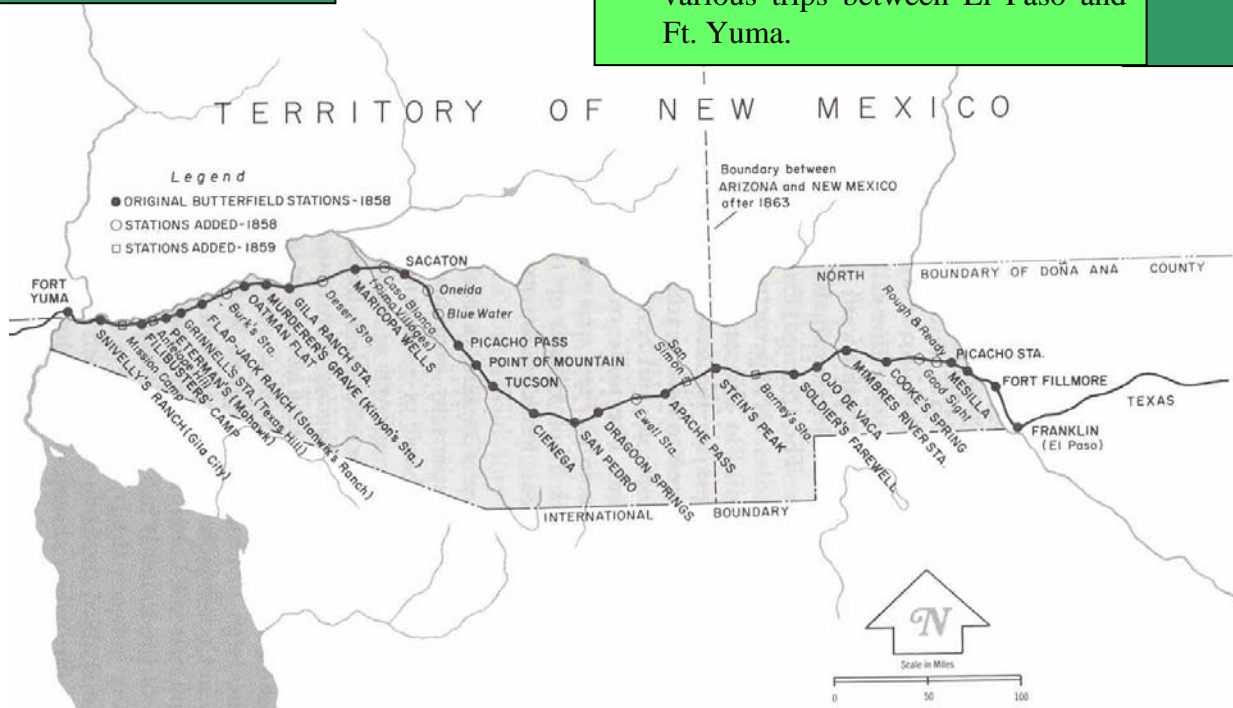 various trips between El Paso and
Ft. Yuma.
TERRITORY OF NEW MEXICO
Legend
ORIGINAL BUTTERFIELD STATIONS-1858
STATIONS ADDED-1858
STATIONS ADDED-1859
Boundary between
ARIZONA and NEW MEXICO
after 1863
NORTH BOUNDARY OF DOÑA ANA COUNTY
FORT
YUMA
SNIVELLY'S RANCH (Gila City)
Mission Camp
FILIBUSTERS CAMP
Antelope Hill
PETERMAN'S (Mohawk)
GRINNEL'S STA. (Texas Hill)
FLAP-JACK RANCH (Stanwik's Ranch)
Burk's Sta.
OATMAN FLAT
MURDERER'S GRAVE (Kinyon's Sta.)
GILA RANCH STA.
Desert Sta.
MARICOPA WELLS
Casa Blanca
(Pima Villages)
SACATON
Oneida
Blue Water
PICACHO PASS
POINT OF MOUNTAIN
TUCSON
CIENEGA
SAN PEDRO
DRAGOON SPRINGS
Ewell Sta.
APACHE PASS
San
Simon
STEIN'S PEAK
Barney's Sta.
SOLDIER'S FAREWELL
OJO DE VACA
MIMBRES RIVER STA.
COOKE'S SPRING
Good Sight
Rough & Ready
PICACHO STA.
MESILLA
FORT FILLMORE
FRANKLIN
(El Paso)
TEXAS
INTERNATIONAL BOUNDARY
N
Scale in Miles
0 50 100